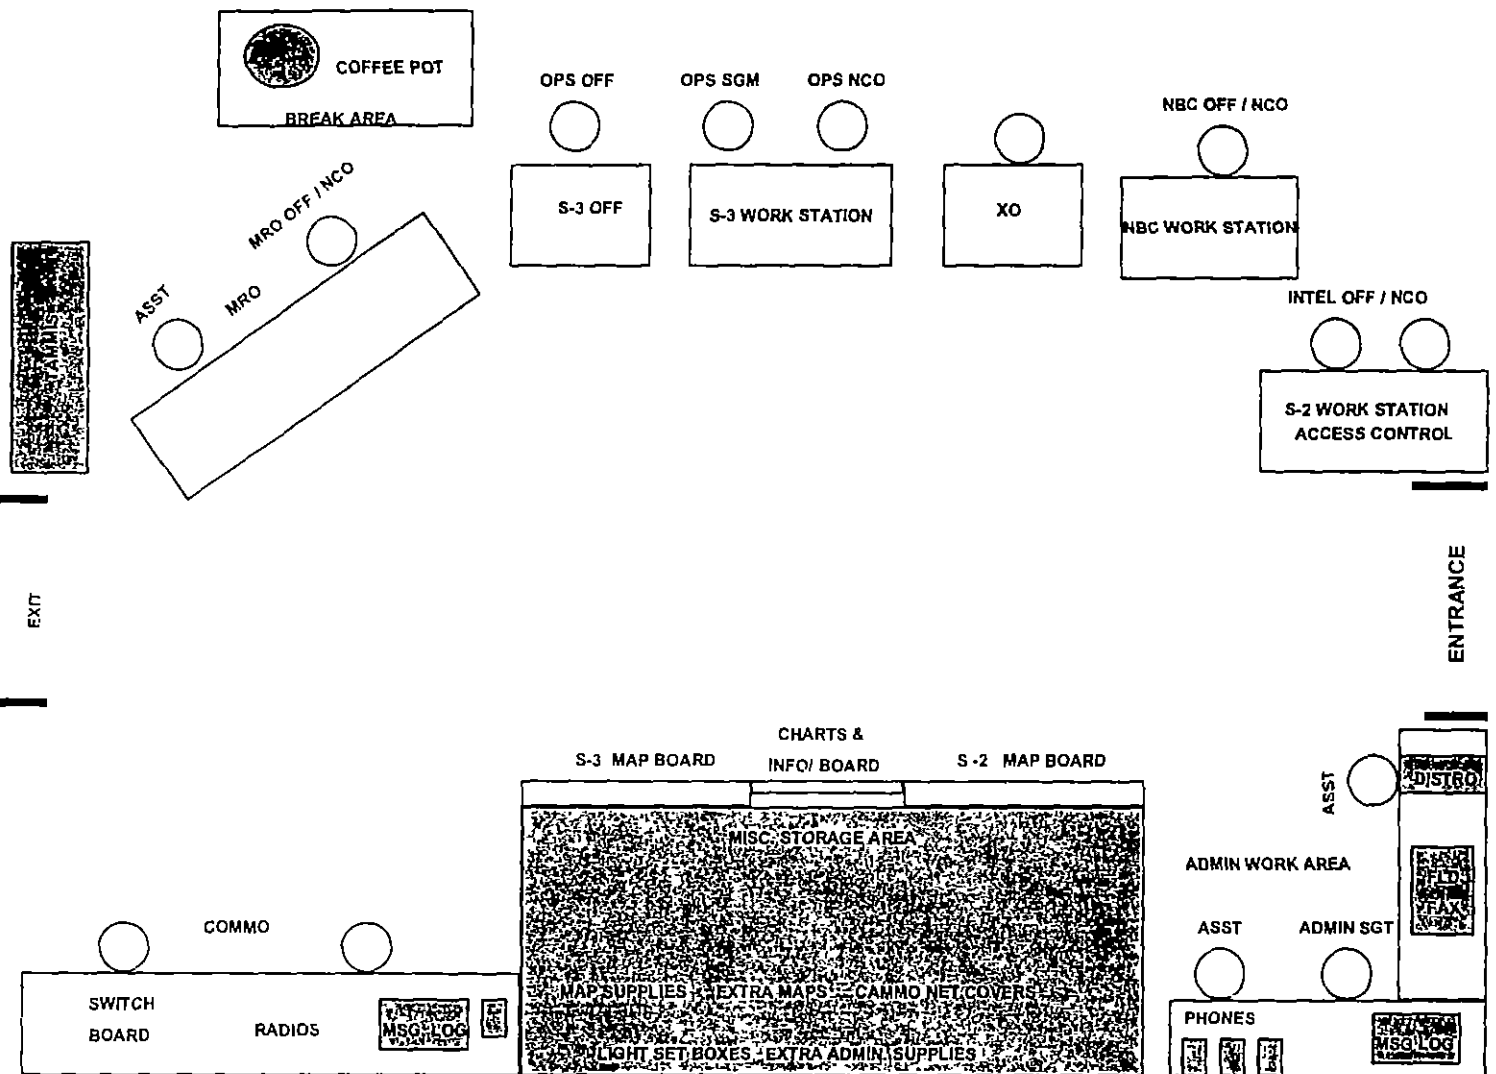 COFFEE POT
BREAK AREA
OPS OFF
OPS SGM
OPS NCO
NBC OFF / NCO
MRO OFF / NCO
ASST
MRO
S-3 OFF
S-3 WORK STATION
XO
NBC WORK STATION
TAMMIS
INTEL OFF / NCO
S-2 WORK STATION
ACCESS CONTROL
EXIT
ENTRANCE
S-3 MAP BOARD
CHARTS &
INFO/ BOARD
S -2 MAP BOARD
ASST
DISTRO
MISC. STORAGE AREA
ADMIN WORK AREA
FLD
FAX
COMMO
ASST
ADMIN SGT
SWITCH
BOARD
RADIOS
MSG LOG
MAP SUPPLIES
EXTRA MAPS
CAMMO NET COVERS
LIGHT SET BOXES
EXTRA ADMIN SUPPLIES
PHONES
MSG LOG